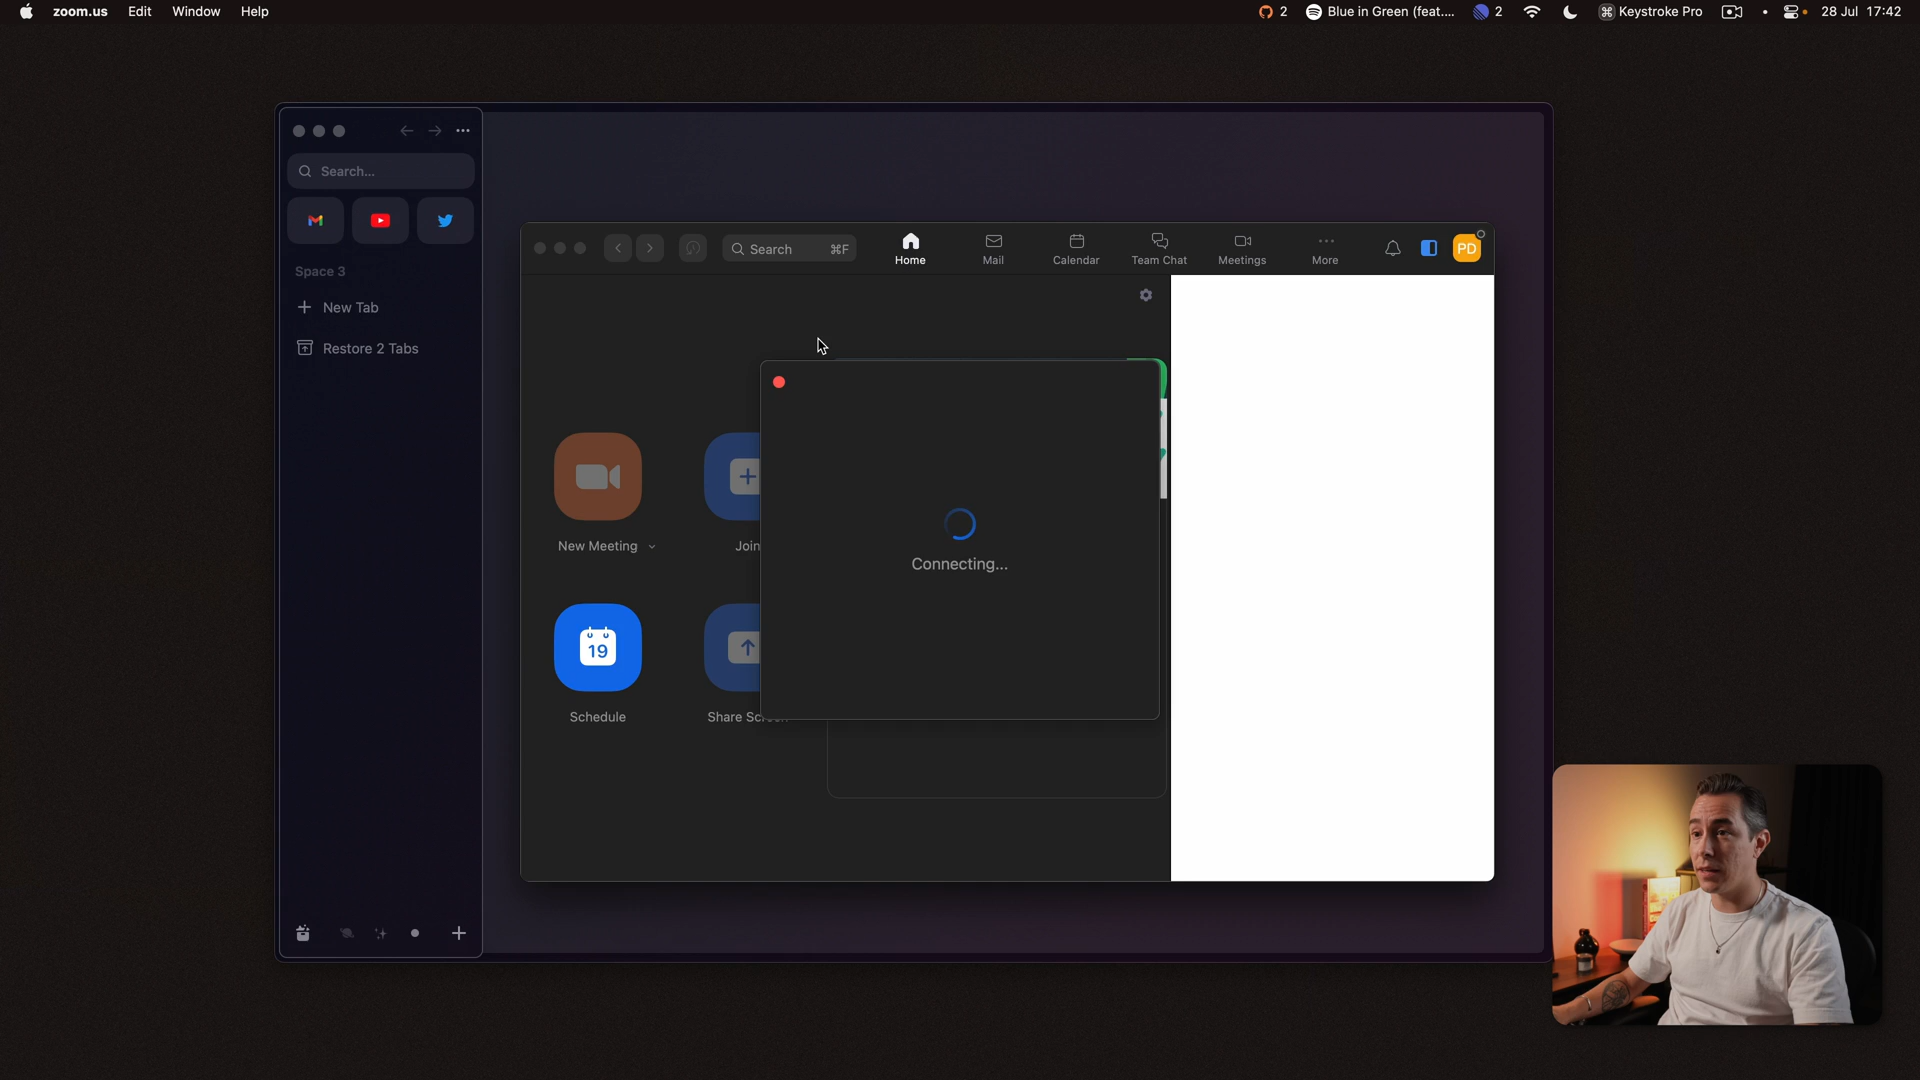 zoom.us Edit Window Help 2 Blue in Green (feat.... 2 Keystroke Pro 28 Jul 17:42
Search...
Space 3
New Tab
Restore 2 Tabs
Search ⌘F
Home
Mail
Calendar
Team Chat
Meetings
More
PD
New Meeting
Join
19
Schedule
Share
Connecting...